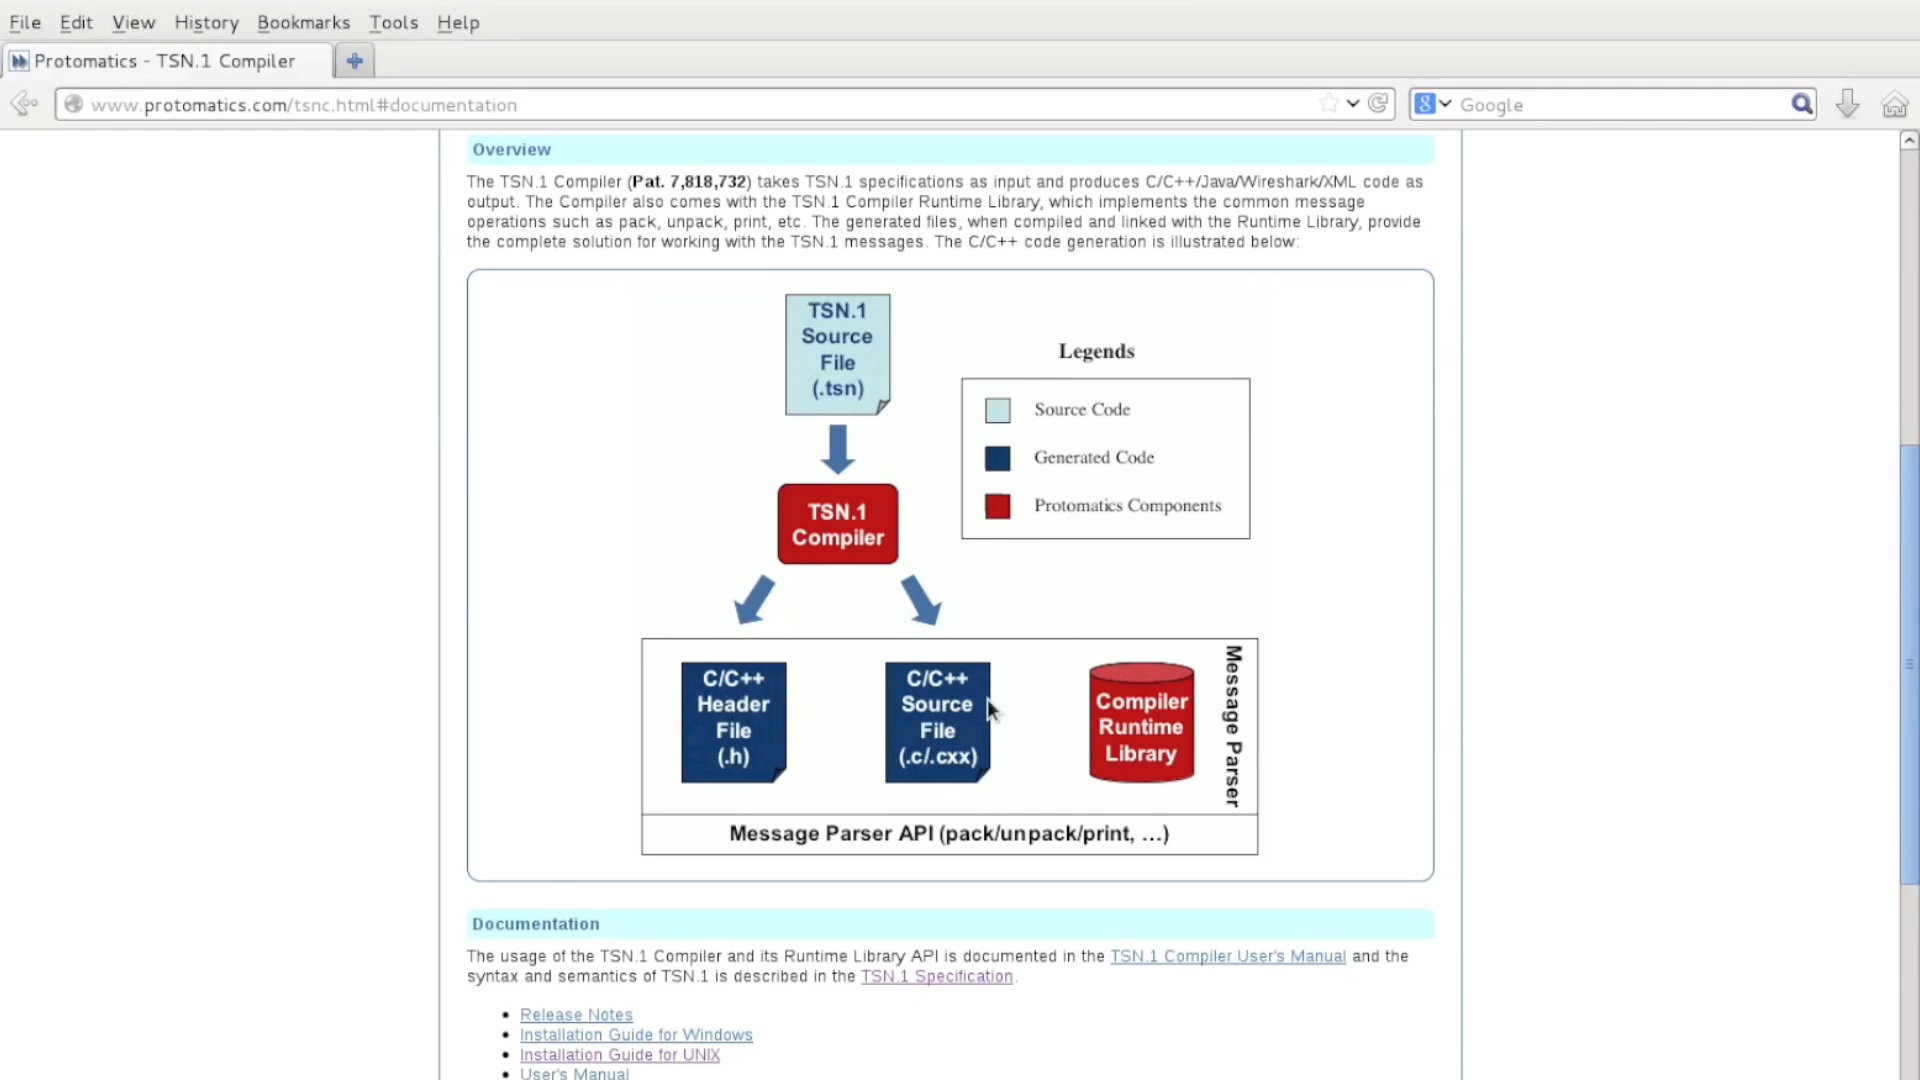 File Edit View History Bookmarks Tools Help
Protomatics - TSN.1 Compiler
www.protomatics.com/tsnc.html#documentation
Google
Overview
The TSN.1 Compiler (Pat. 7,818,732) takes TSN.1 specifications as input and produces C/C++/Java/Wireshark/XML code as
output. The Compiler also comes with the TSN.1 Compiler Runtime Library, which implements the common message
operations such as pack, unpack, print, etc. The generated files, when compiled and linked with the Runtime Library, provide
the complete solution for working with the TSN.1 messages. The C/C++ code generation is illustrated below:
TSN.1
Source
File
(.tsn)
Legends
Source Code
Generated Code
Protomatics Components
TSN.1
Compiler
C/C++
Header
File
(.h)
C/C++
Source
File
(.c/.cxx)
Compiler
Runtime
Library
Message Parser
Message Parser API (pack/unpack/print, ...)
Documentation
The usage of the TSN.1 Compiler and its Runtime Library API is documented in the TSN.1 Compiler User's Manual and the
syntax and semantics of TSN.1 is described in the TSN.1 Specification.
Release Notes
Installation Guide for Windows
Installation Guide for UNIX
User's Manual